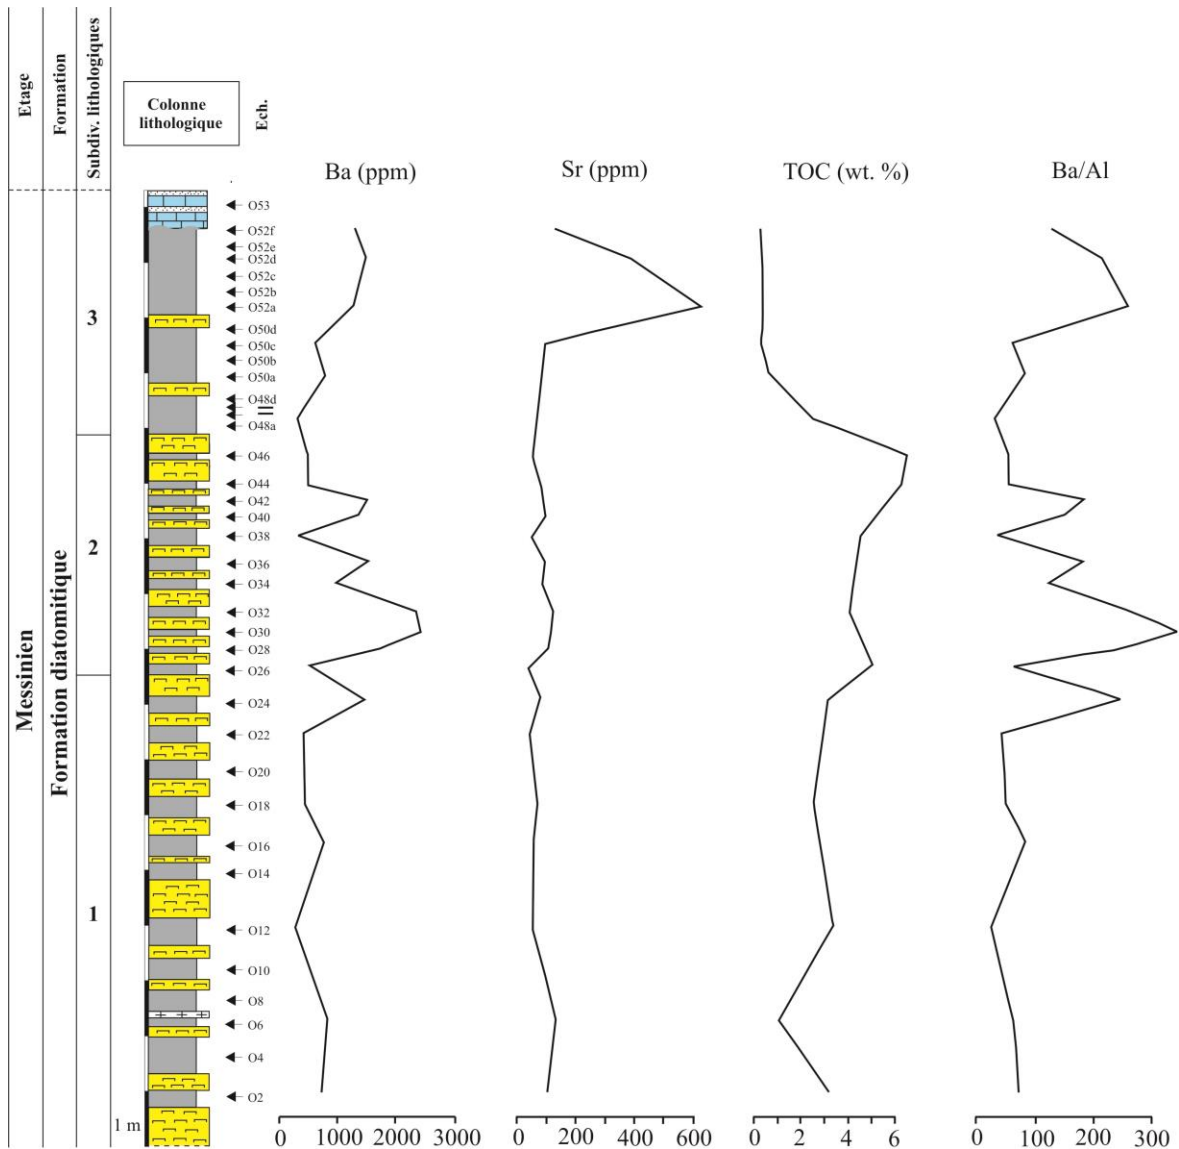 Etage
Formation
Subdiv. lithologiques
Colonne
lithologique
Ech.
Ba (ppm)
Sr (ppm)
TOC (wt. %)
Ba/Al
Messinien
Formation diatomitique
3
2
1
O53
O52f
O52e
O52d
O52c
O52b
O52a
O50d
O50c
O50b
O50a
O48d
O48a
O46
O44
O42
O40
O38
O36
O34
O32
O30
O28
O26
O24
O22
O20
O18
O16
O14
O12
O10
O8
O6
O4
O2
1 m
0 1000 2000 3000
0 200 400 600
0 2 4 6
0 100 200 300